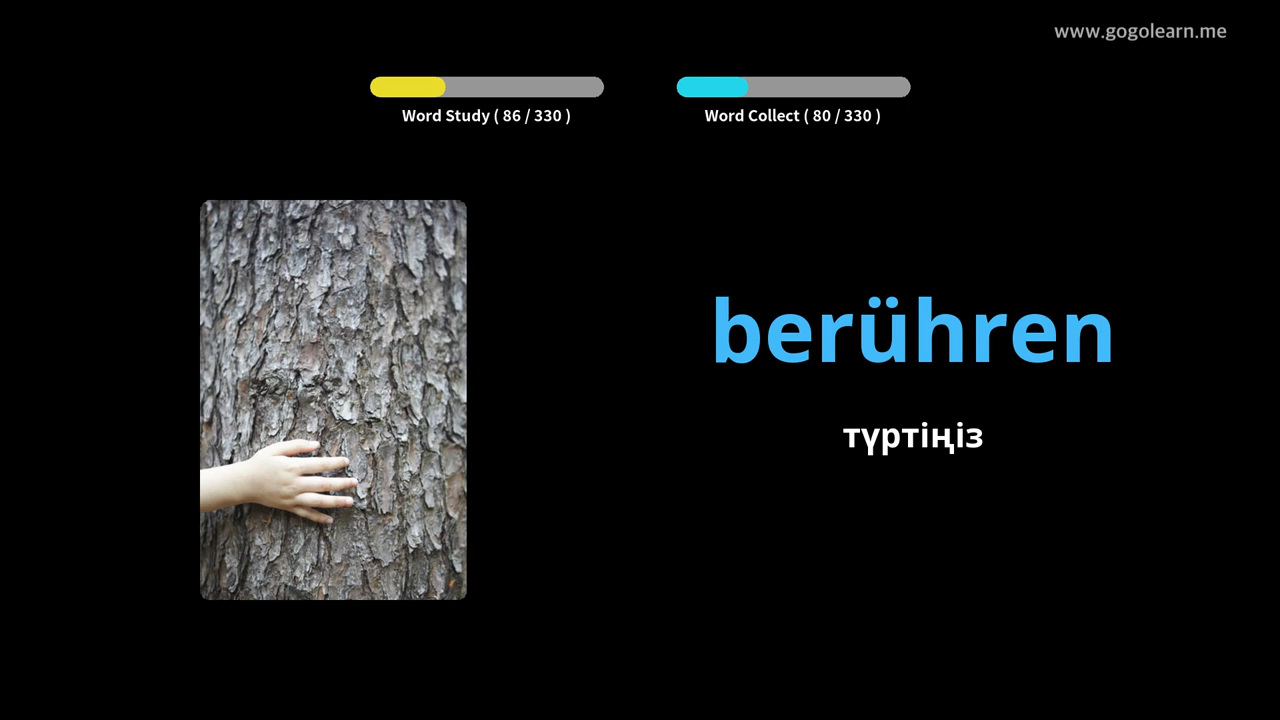 www.gogolearn.me
Word Study ( 86 / 330 )
Word Collect ( 80 / 330 )
berühren
түртіңіз